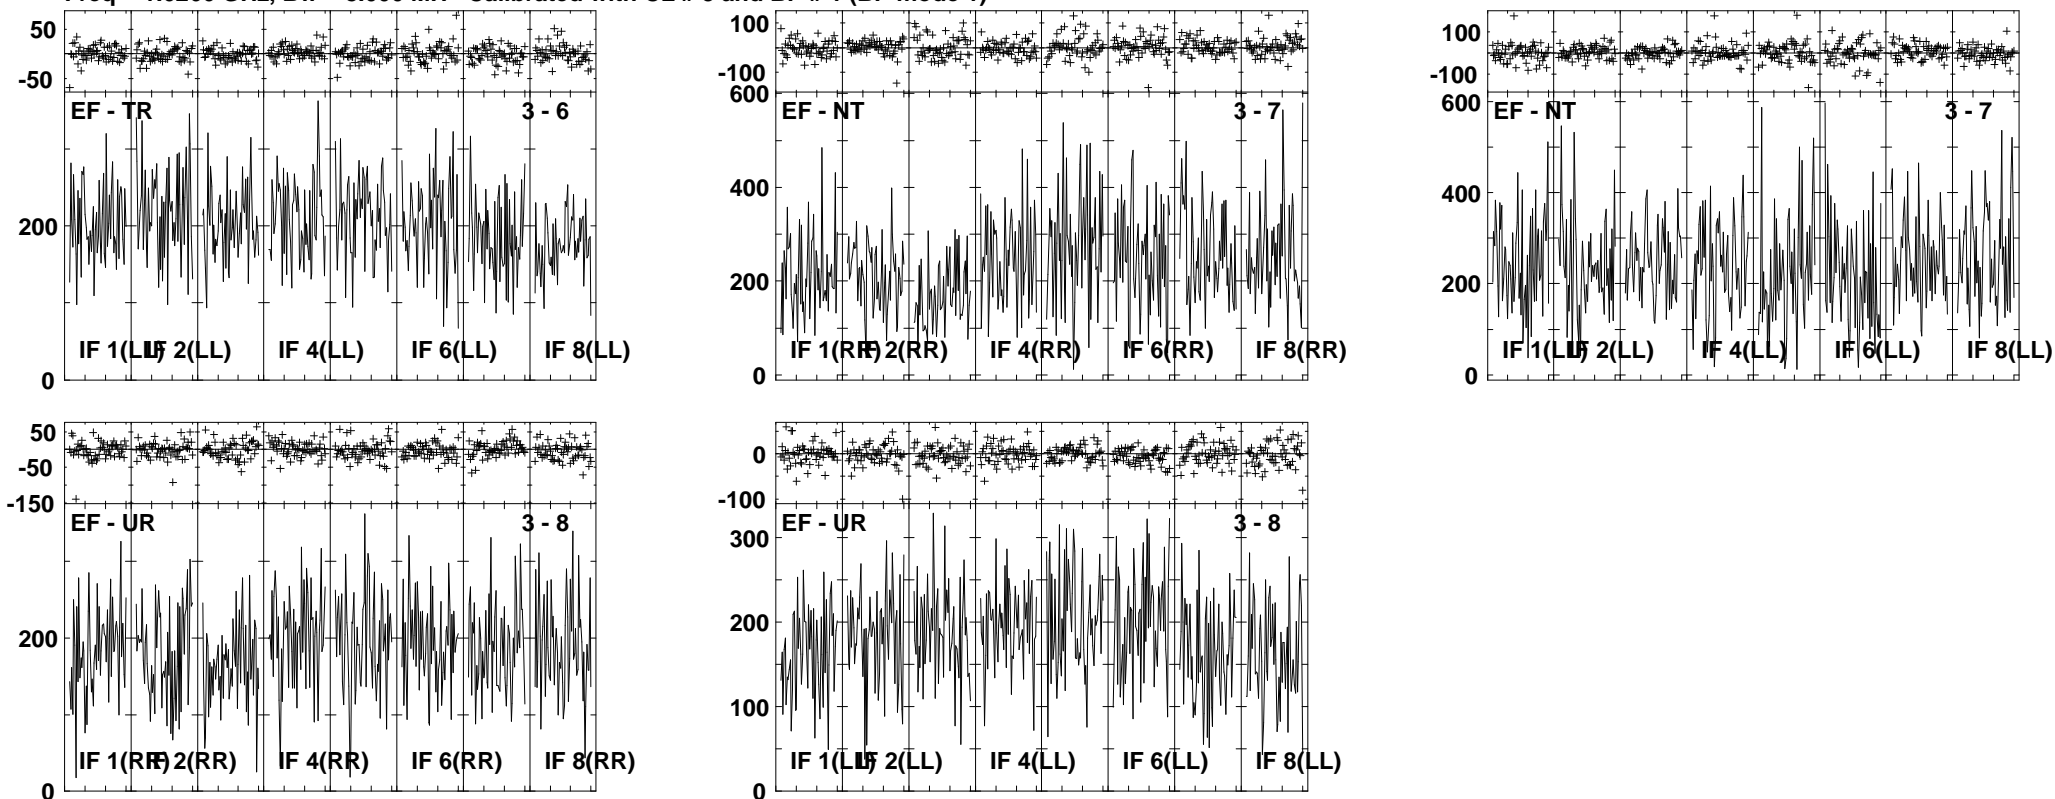 50
-50
EF - TR
3 - 6
200
0
IF 1(LL)
IF 2(LL)
IF 4(LL)
IF 6(LL)
IF 8(LL)
100
-100
600
EF - NT
3 - 7
400
200
0
IF 1(RR)
IF 2(RR)
IF 4(RR)
IF 6(RR)
IF 8(RR)
100
-100
600
EF - NT
3 - 7
400
200
0
IF 1(LL)
IF 2(LL)
IF 4(LL)
IF 6(LL)
IF 8(LL)
50
-50
-150
EF - UR
3 - 8
200
0
IF 1(RR)
IF 2(RR)
IF 4(RR)
IF 6(RR)
IF 8(RR)
0
-100
EF - UR
3 - 8
300
200
100
0
IF 1(LL)
IF 2(LL)
IF 4(LL)
IF 6(LL)
IF 8(LL)